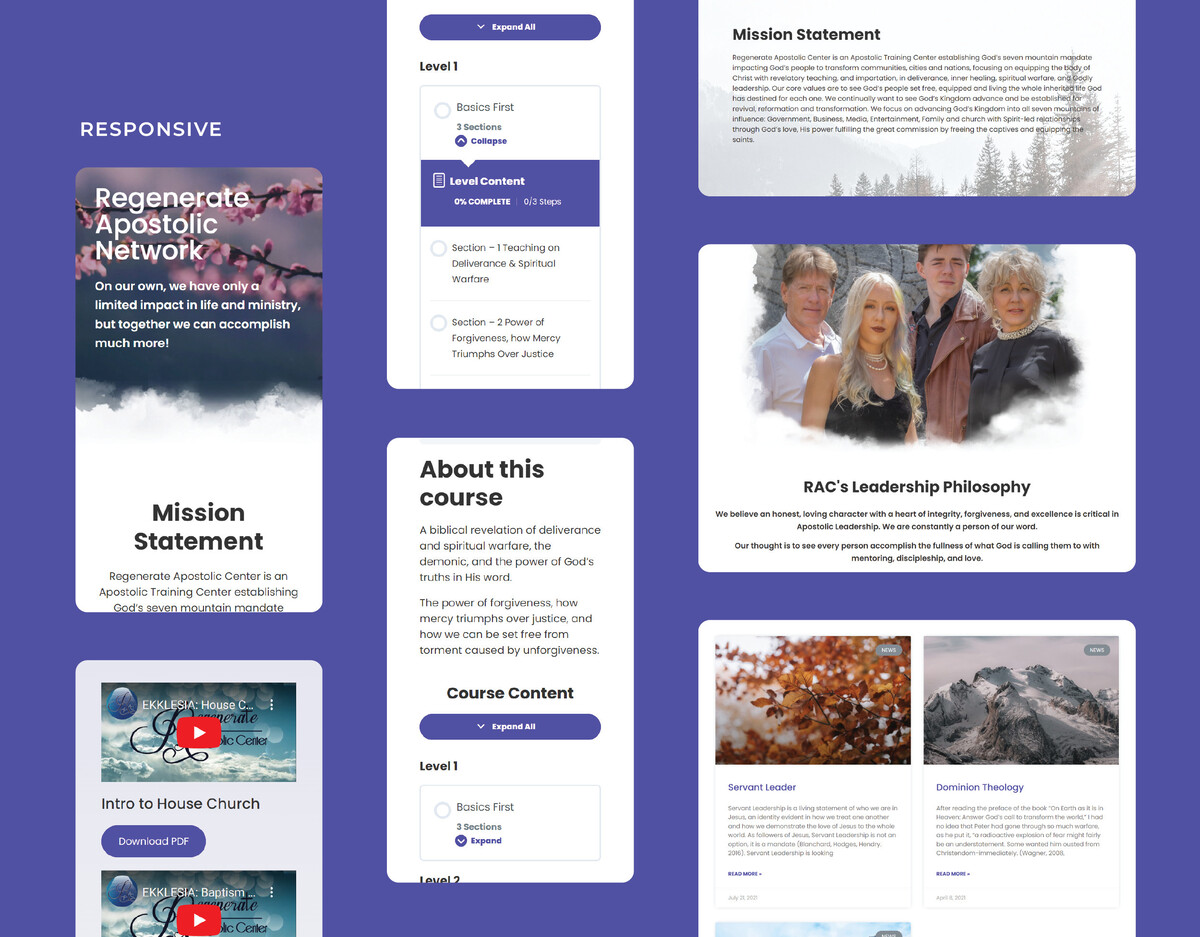 RESPONSIVE
Regenerate
Apostolic
Network
On our own, we have only a
limited impact in life and ministry,
but together we can accomplish
much more!
Mission
Statement
Regenerate Apostolic Center is an
Apostolic Training Center establishing
God's seven mountain mandate
EKKLESIA: House C...
Regenerate
lic Center
Intro to House Church
Download PDF
EKKLESIA: Baptism ...
Regenerate
lic Center
Expand All
Level 1
Basics First
3 Sections
Collapse
Level Content
0% COMPLETE | 0/3 Steps
Section – 1 Teaching on
Deliverance & Spiritual
Warfare
Section – 2 Power of
Forgiveness, how Mercy
Triumphs Over Justice
About this
course
A biblical revelation of deliverance
and spiritual warfare, the
demonic, and the power of God's
truths in His word.
The power of forgiveness, how
mercy triumphs over justice, and
how we can be set free from
torment caused by unforgiveness.
Course Content
Expand All
Level 1
Basics First
3 Sections
Expand
Level 2
Mission Statement
Regenerate Apostolic Center is an Apostolic Training Center establishing God's seven mountain mandate
impacting God's people to transform communities, cities and nations, focusing on equipping the body of
Christ with revelatory teaching, and impartation, in deliverance, inner healing, spiritual warfare, and Godly
leadership. Our core values are to see God's people set free, equipped and living the whole inherited life God
has destined for each one. We continually want to see God's Kingdom advance and be established for
revival, reformation and transformation. We focus on advancing God's Kingdom into all seven mountains of
influence: Government, Business, Media, Entertainment, Family and church with Spirit-led relationships
through God's love, His power fulfilling the great commission by freeing the captives and equipping the
saints.
RAC's Leadership Philosophy
We believe an honest, loving character with a heart of integrity, forgiveness, and excellence is critical in
Apostolic Leadership. We are constantly a person of our word.
Our thought is to see every person accomplish the fullness of what God is calling them to with
mentoring, discipleship, and love.
NEWS
Servant Leader
Servant Leadership is a living statement of who we are in
Jesus, an identity evident in how we treat one another
and how we demonstrate the love of Jesus to the whole
world. As followers of Jesus, Servant Leadership is not an
option, it is a mandate (Blanchard, Hodges, Hendry,
2016). Servant Leadership is looking
READ MORE »
July 21, 2021
NEWS
Dominion Theology
After reading the preface of the book "On Earth as it is in
Heaven: Answer God's call to transform the world," I had
no idea that Peter had gone through so much warfare,
as he put it, "a radioactive explosion of fear might fairly
be an understatement. Some wanted him ousted from
Christendom-immediately, (Wagner, 2008,
READ MORE »
April 8, 2021
NEWS